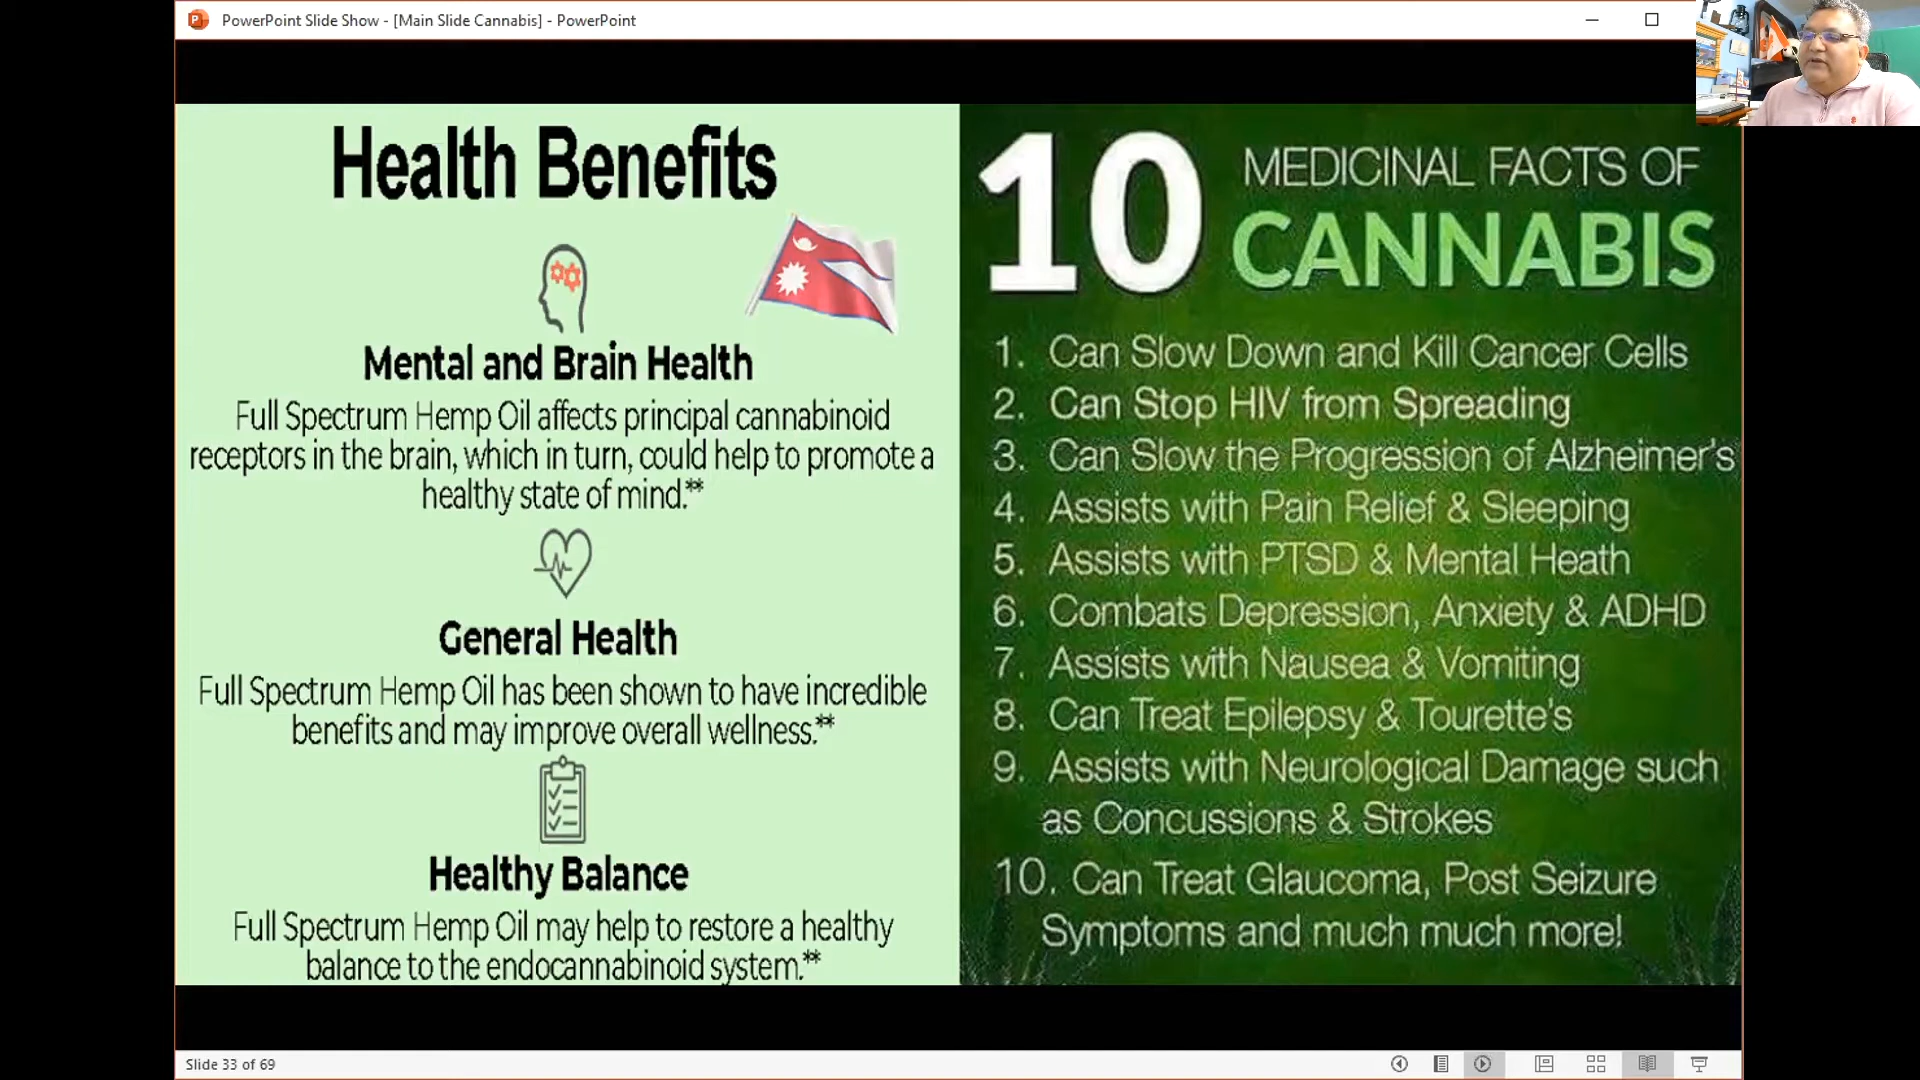 PowerPoint Slide Show - [Main Slide Cannabis] - PowerPoint
Health Benefits
Mental and Brain Health
Full Spectrum Hemp Oil affects principal cannabinoid
receptors in the brain, which in turn, could help to promote a
healthy state of mind.**
General Health
Full Spectrum Hemp Oil has been shown to have incredible
benefits and may improve overall wellness.**
Healthy Balance
Full Spectrum Hemp Oil may help to restore a healthy
balance to the endocannabinoid system.**
10 MEDICINAL FACTS OF
CANNABIS
1. Can Slow Down and Kill Cancer Cells
2. Can Stop HIV from Spreading
3. Can Slow the Progression of Alzheimer's
4. Assists with Pain Relief & Sleeping
5. Assists with PTSD & Mental Heath
6. Combats Depression, Anxiety & ADHD
7. Assists with Nausea & Vomiting
8. Can Treat Epilepsy & Tourette's
9. Assists with Neurological Damage such
as Concussions & Strokes
10. Can Treat Glaucoma, Post Seizure
Symptoms and much much more!
Slide 33 of 69